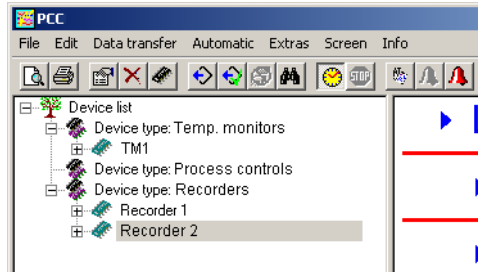 PCC
File Edit Data transfer Automatic Extras Screen Info
STOP
Device list
Device type: Temp. monitors
TM1
Device type: Process controls
Device type: Recorders
Recorder 1
Recorder 2